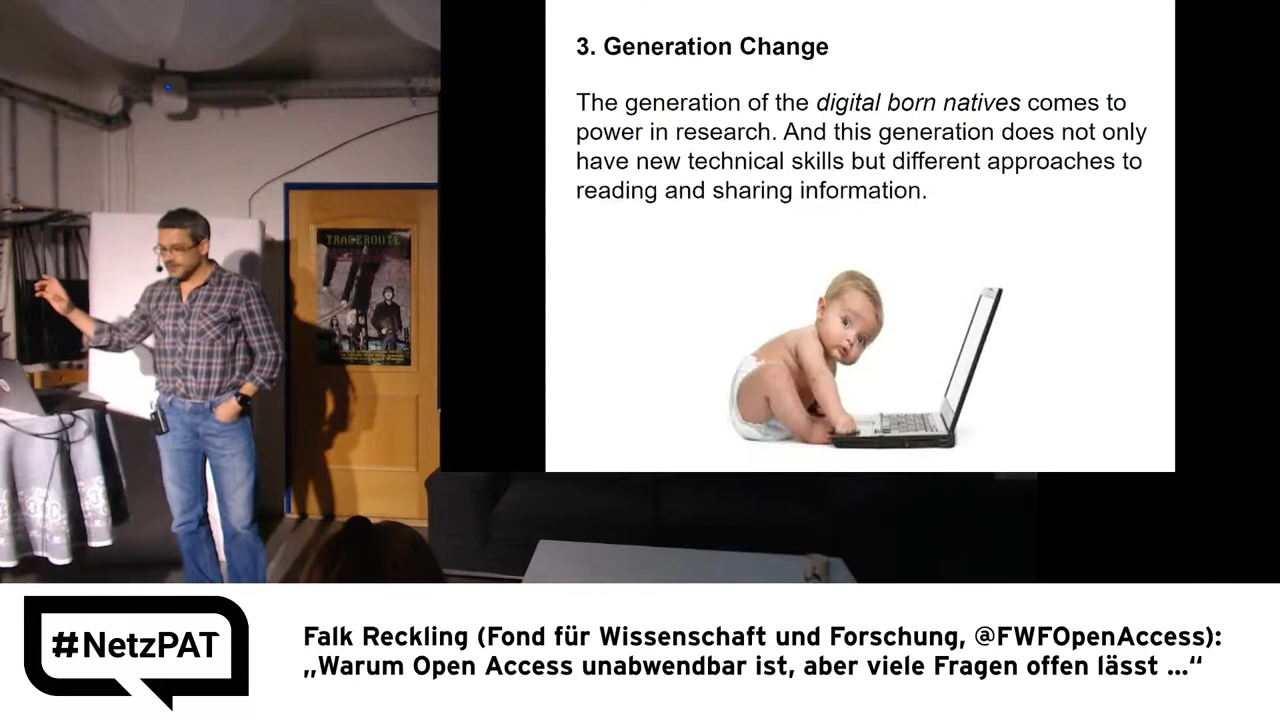 3. Generation Change
The generation of the digital born natives comes to
power in research. And this generation does not only
have new technical skills but different approaches to
reading and sharing information.
TRACEROUTE
#NetzPAT
Falk Reckling (Fond für Wissenschaft und Forschung, @FWFOpenAccess):
„Warum Open Access unabwendbar ist, aber viele Fragen offen lässt ...“